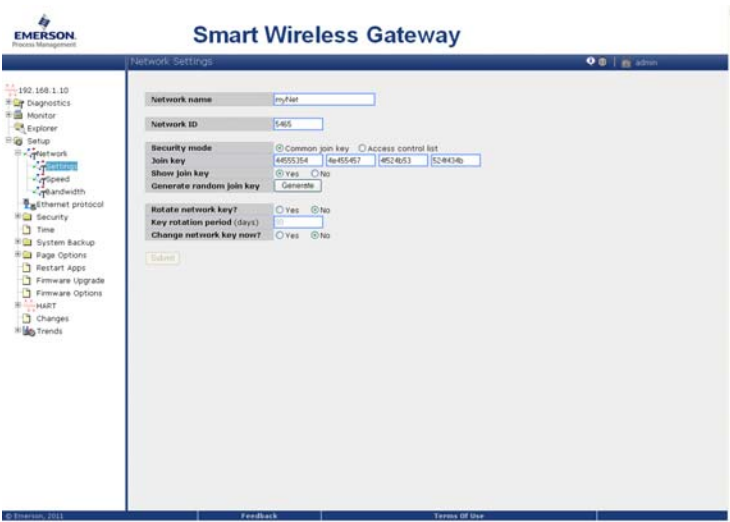 EMERSON.
Process Management
Smart Wireless Gateway
Network Settings
admin
192.168.1.10
Diagnostics
Monitor
Explorer
Setup
Network
Settings
Speed
Bandwidth
Ethernet protocol
Security
Time
System Backup
Page Options
Restart Apps
Firmware Upgrade
Firmware Options
HART
Changes
Trends
Network name myNet
Network ID 5465
Security mode Common join key Access control list
Join key 44555354 4e455457 4f524b53 524f434b
Show join key Yes No
Generate random join key Generate
Rotate network key? Yes No
Key rotation period (days)
Change network key now? Yes No
Submit
© Emerson, 2011 Feedback Terms Of Use